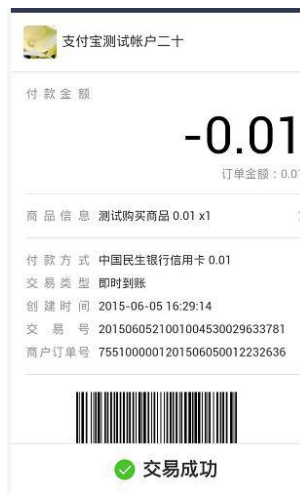 支付宝测试帐户二十
付款金额
-0.01
订单金额：0.01
商品信息 测试购买商品 0.01 x1
付款方式 中国民生银行信用卡 0.01
交易类型 即时到账
创建时间 2015-06-05 16:29:14
交易号 2015060521001004530029633781
商户订单号 7551000001201506050012232636
交易成功